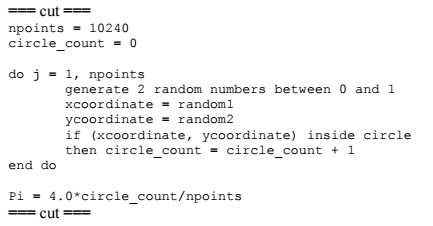 === cut ===
npoints = 10240
circle_count = 0
do j = 1, npoints
generate 2 random numbers between 0 and 1
xcoordinate = random1
ycoordinate = random2
if (xcoordinate, ycoordinate) inside circle
then circle_count = circle_count + 1
end do
Pi = 4.0*circle_count/npoints
=== cut ===